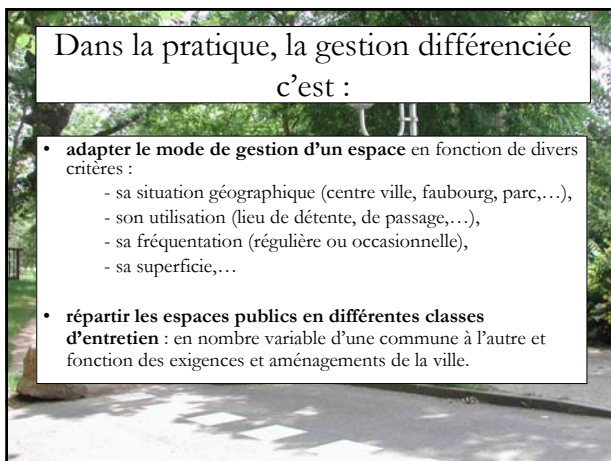 Dans la pratique, la gestion différenciée
c’est :
• adapter le mode de gestion d’un espace en fonction de divers
critères :
- sa situation géographique (centre ville, faubourg, parc,…),
- son utilisation (lieu de détente, de passage,…),
- sa fréquentation (régulière ou occasionnelle),
- sa superficie,…
• répartir les espaces publics en différentes classes
d’entretien : en nombre variable d’une commune à l’autre et
fonction des exigences et aménagements de la ville.